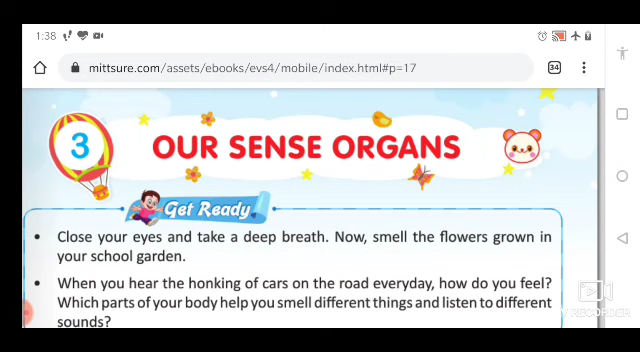 1:38
mittsure.com/assets/ebooks/evs4/mobile/index.html#p=17
34
3
OUR SENSE ORGANS
Get Ready
• Close your eyes and take a deep breath. Now, smell the flowers grown in
your school garden.
• When you hear the honking of cars on the road everyday, how do you feel?
Which parts of your body help you smell different things and listen to different
sounds?
V RECORDER